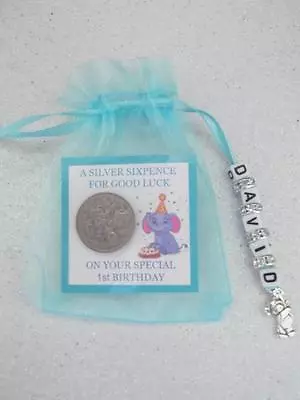 A SILVER SIXPENCE
FOR GOOD LUCK
ON YOUR SPECIAL
1st BIRTHDAY
DAVID